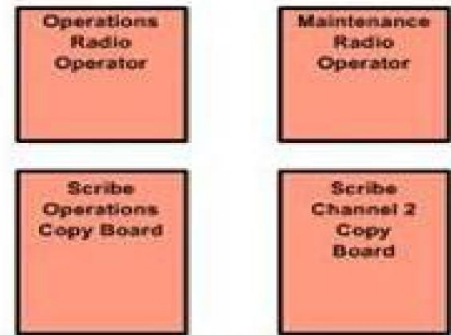 Operations
Radio
Operator
Maintenance
Radio
Operator
Scribe
Operations
Copy Board
Scribe
Channel 2
Copy
Board